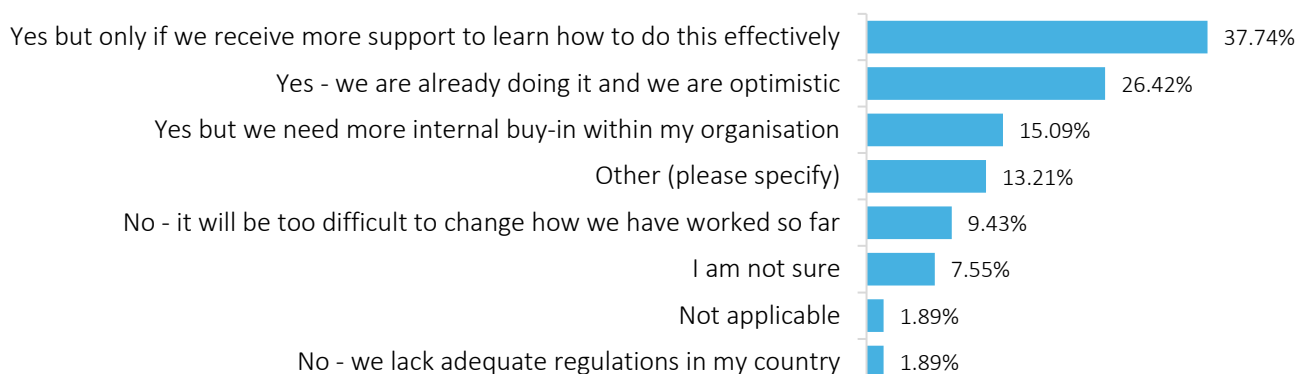 Yes but only if we receive more support to learn how to do this effectively 37.74%
Yes - we are already doing it and we are optimistic 26.42%
Yes but we need more internal buy-in within my organisation 15.09%
Other (please specify) 13.21%
No - it will be too difficult to change how we have worked so far 9.43%
I am not sure 7.55%
Not applicable 1.89%
No - we lack adequate regulations in my country 1.89%